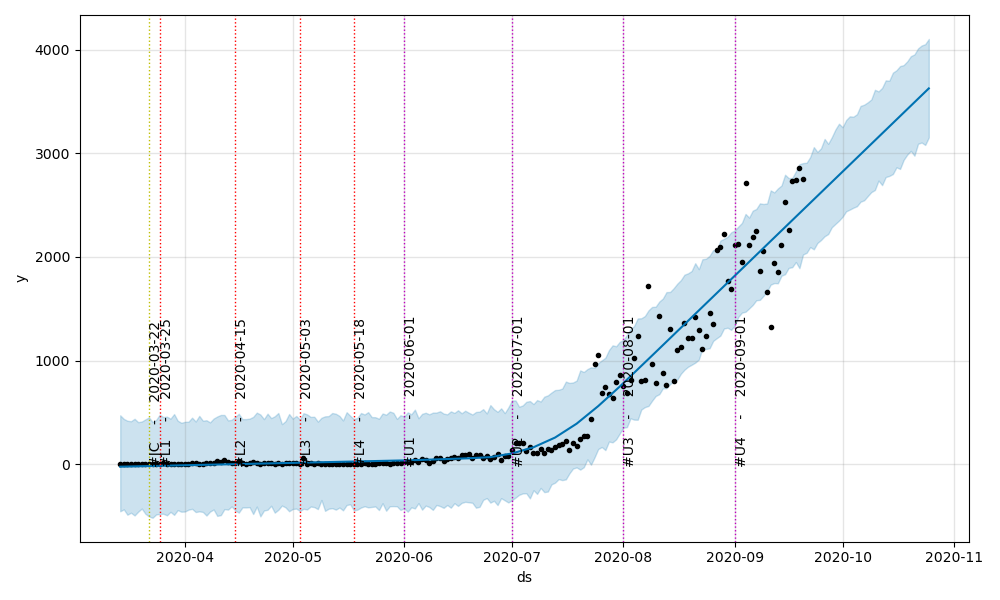 4000
3000
2000
1000
0
y
#JC - 2020-03-22
#L1 - 2020-03-25
#L2 - 2020-04-15
#L3 - 2020-05-03
#L4 - 2020-05-18
#U1 - 2020-06-01
#U2 - 2020-07-01
#U3 - 2020-08-01
#U4 - 2020-09-01
2020-04
2020-05
2020-06
2020-07
2020-08
2020-09
2020-10
2020-11
ds